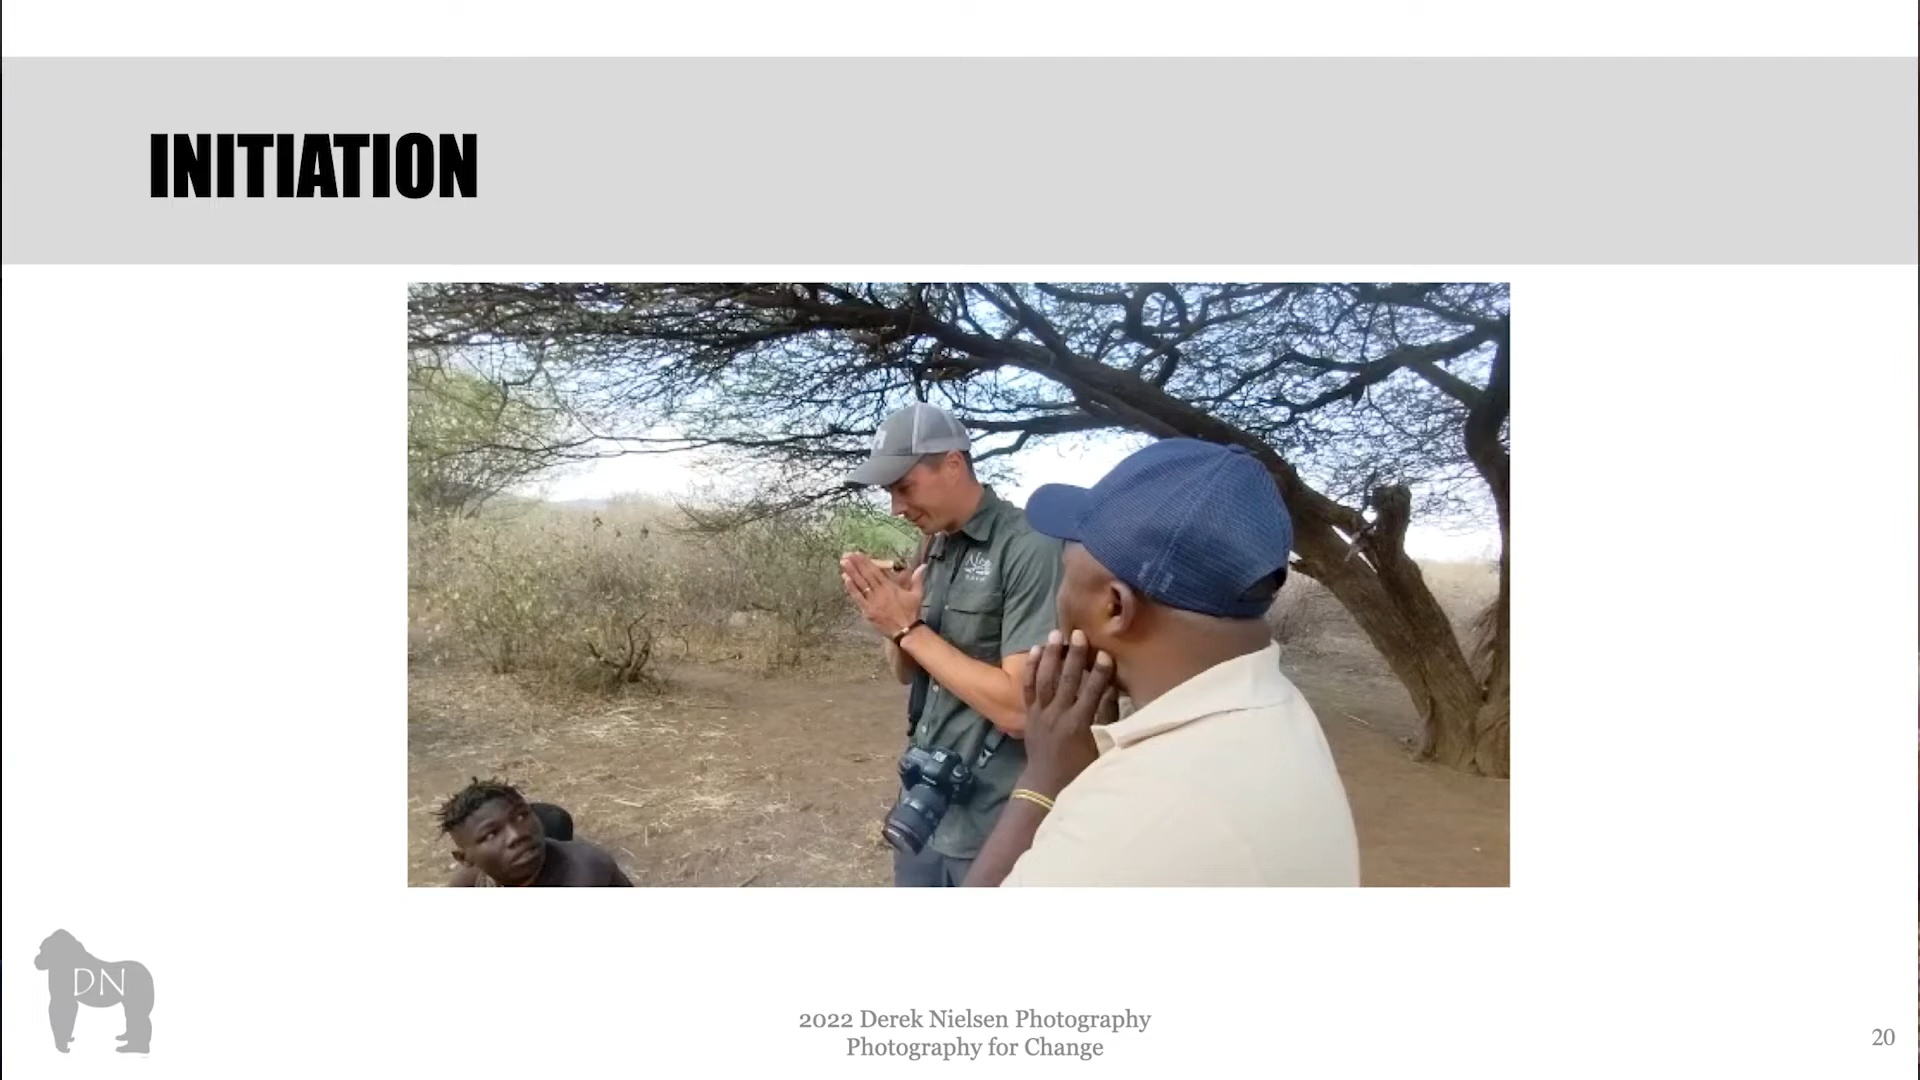 INITIATION
DN
2022 Derek Nielsen Photography
Photography for Change
20